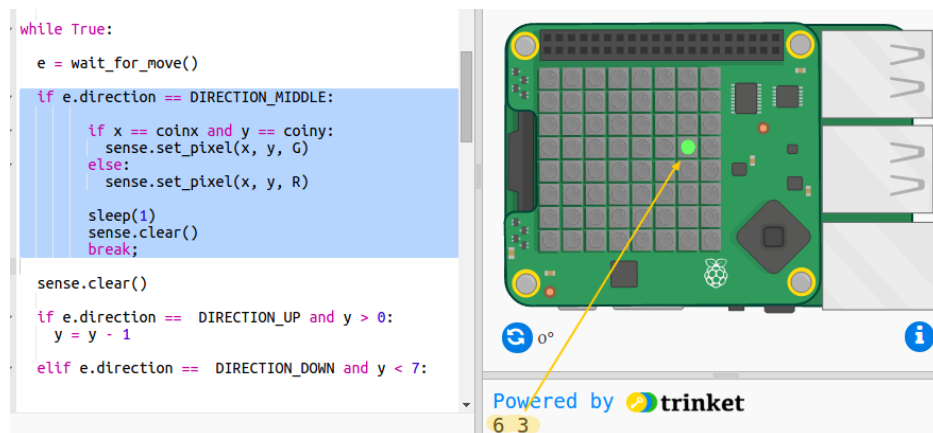 while True:
e = wait_for_move()
if e.direction == DIRECTION_MIDDLE:
if x == coinx and y == coiny:
sense.set_pixel(x, y, G)
else:
sense.set_pixel(x, y, R)
sleep(1)
sense.clear()
break;
sense.clear()
if e.direction ==  DIRECTION_UP and y > 0:
y = y - 1
elif e.direction ==  DIRECTION_DOWN and y < 7:
0°
i
Powered by trinket
6 3